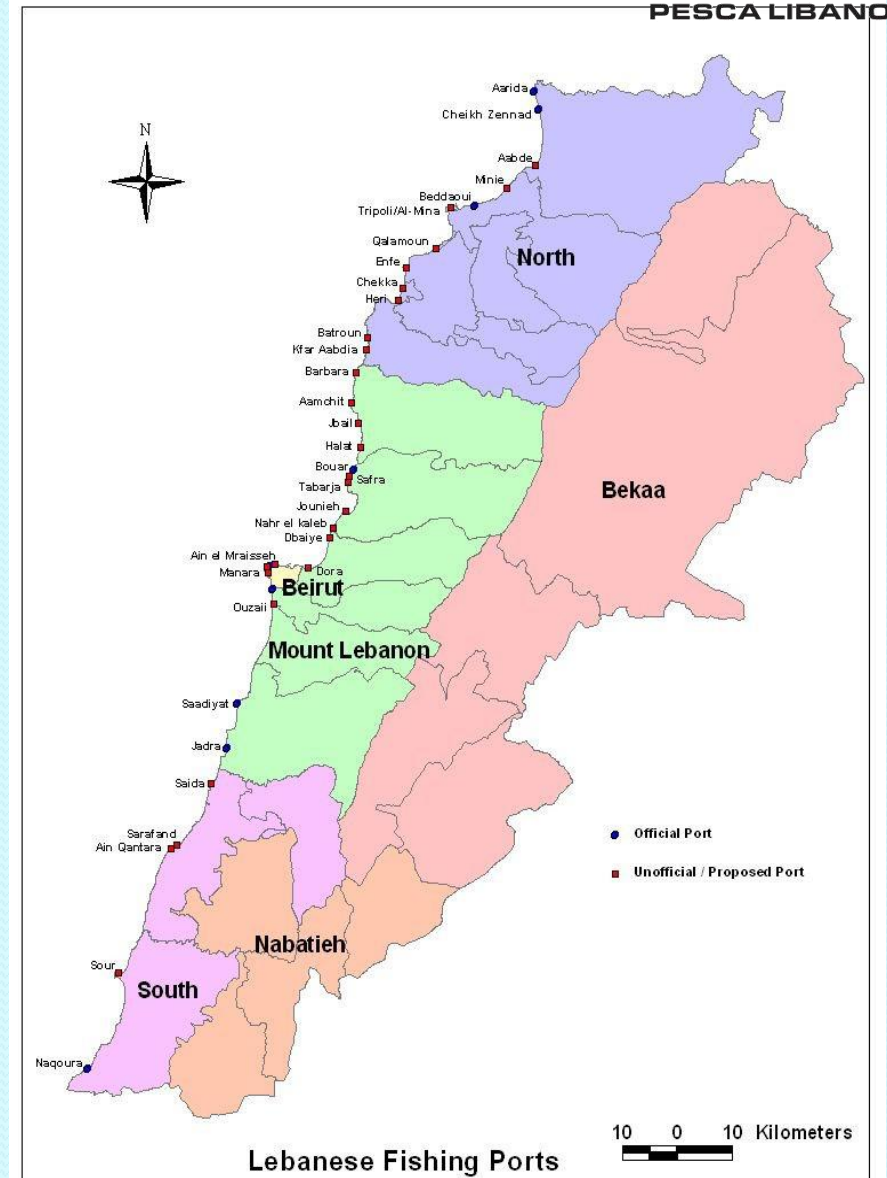 PESCA LIBANO
N
Aarida
Cheikh Zennad
Aabde
Minie
Beddaoui
Tripoli/Al-Mina
Qalamoun
Enfe
Chekka
Heri
North
Batroun
Kfar Aabdia
Barbara
Aamchit
Jbail
Halat
Bouar
Safra
Tabarja
Bekaa
Jounieh
Nahr el kaleb
Dbaiye
Ain el Mraisseh
Manara
Dora
Beirut
Ouzaii
Mount Lebanon
Saadiyat
Jadra
Saida
Sarafand
Ain Qantara
Official Port
Unofficial / Proposed Port
Nabatieh
Sour
South
Naqoura
10 0 10 Kilometers
Lebanese Fishing Ports